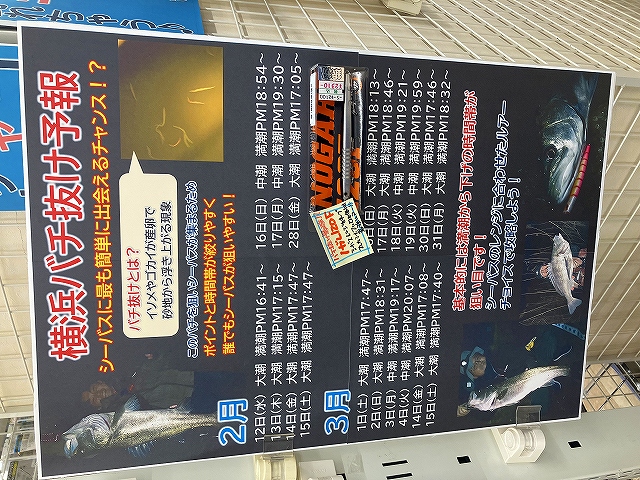 横浜バチ抜け予報
シーバスに最も簡単に出会えるチャンス!?
バチ抜けとは?
イソメやゴカイが産卵で
砂地から浮き上がる現象
このバチを狙いシーバスが集まるため
ポイントと時間帯が絞りやすく
誰でもシーバスが狙いやすい!
2月
12日(水) 大潮 満潮PM16:41~
13日(木) 大潮 満潮PM17:15~
14日(金) 大潮 満潮PM17:47~
15日(土) 大潮 満潮PM17:47~
16日(日) 中潮 満潮PM18:54~
17日(月) 中潮 満潮PM19:30~
28日(金) 大潮 満潮PM17:05~
3月
1日(土) 大潮 満潮PM17:47~
2日(日) 大潮 満潮PM18:31~
3日(月) 中潮 満潮PM19:17~
4日(火) 中潮 満潮PM20:07~
14日(金) 大潮 満潮PM17:08~
15日(土) 大潮 満潮PM17:40~
日(日) 大潮 満潮PM18:13
17日(月) 大潮 満潮PM18:46~
18日(火) 中潮 満潮PM19:21~
19日(水) 中潮 満潮PM19:59~
30日(日) 大潮 満潮PM17:46~
31日(月) 大潮 満潮PM18:32~
基本的には満潮から下げの時間帯が
狙い目です!
シーバスのレンジに合わせたルアー
チョイスで攻略しよう!